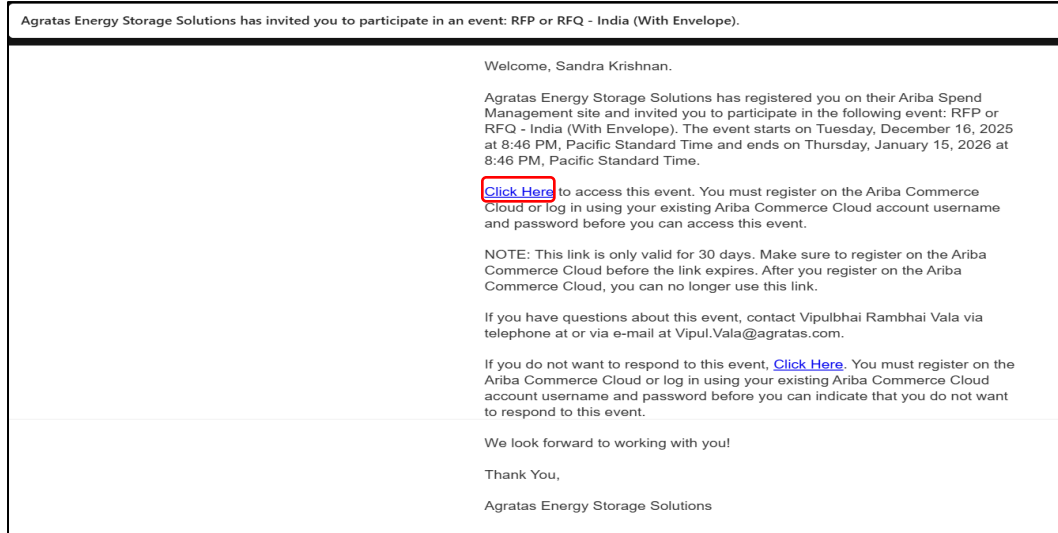 Agratas Energy Storage Solutions has invited you to participate in an event: RFP or RFQ - India (With Envelope).
Welcome, Sandra Krishnan.
Agratas Energy Storage Solutions has registered you on their Ariba Spend
Management site and invited you to participate in the following event: RFP or
RFQ - India (With Envelope). The event starts on Tuesday, December 16, 2025
at 8:46 PM, Pacific Standard Time and ends on Thursday, January 15, 2026 at
8:46 PM, Pacific Standard Time.
Click Here to access this event. You must register on the Ariba Commerce
Cloud or log in using your existing Ariba Commerce Cloud account username
and password before you can access this event.
NOTE: This link is only valid for 30 days. Make sure to register on the Ariba
Commerce Cloud before the link expires. After you register on the Ariba
Commerce Cloud, you can no longer use this link.
If you have questions about this event, contact Vipulbhai Rambhai Vala via
telephone at or via e-mail at Vipul.Vala@agratas.com.
If you do not want to respond to this event, Click Here. You must register on the
Ariba Commerce Cloud or log in using your existing Ariba Commerce Cloud
account username and password before you can indicate that you do not want
to respond to this event.
We look forward to working with you!
Thank You,
Agratas Energy Storage Solutions